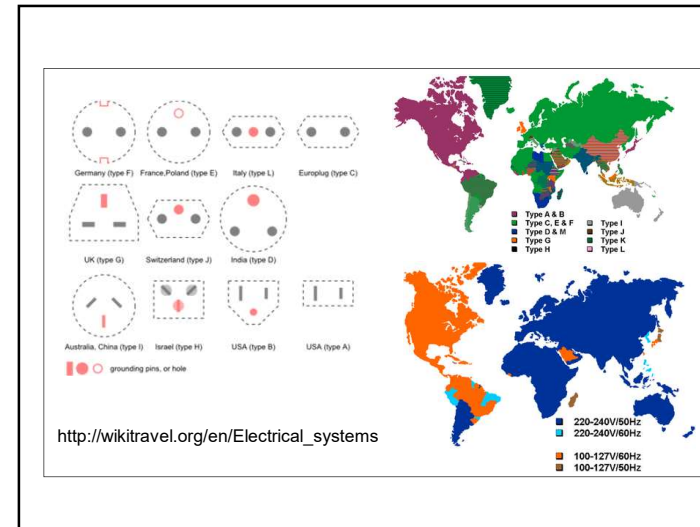 Germany (type F) France,Poland (type E) Italy (type L) Europlug (type C)
UK (type G) Switzerland (type J) India (type D)
Australia, China (type I) Israel (type H) USA (type B) USA (type A)
grounding pins, or hole
http://wikitravel.org/en/Electrical_systems
Type A & B
Type C, E & F
Type D & M
Type G
Type H
Type I
Type J
Type K
Type L
220-240V/50Hz
220-240V/60Hz
100-127V/60Hz
100-127V/50Hz